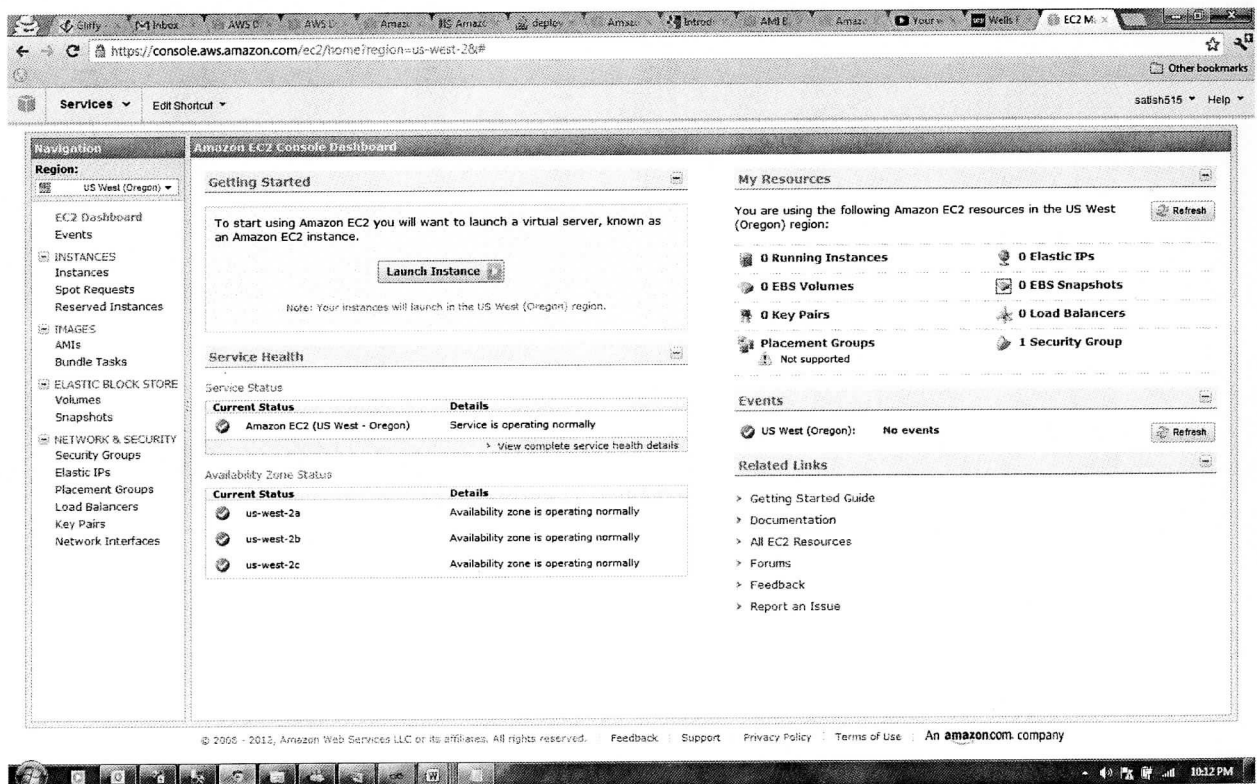 Gliffy
Inbox
AWS D
AWS D
Amazo
IIS Amazo
deploy
Amazo
Introd
AMI E
Amazo
Your v
Wells F
EC2 M
https://console.aws.amazon.com/ec2/home?region=us-west-2&#
Other bookmarks
Services
Edit Shortcut
satish515
Help
Navigation
Region:
US West (Oregon)
EC2 Dashboard
Events
INSTANCES
Instances
Spot Requests
Reserved Instances
IMAGES
AMIs
Bundle Tasks
ELASTIC BLOCK STORE
Volumes
Snapshots
NETWORK & SECURITY
Security Groups
Elastic IPs
Placement Groups
Load Balancers
Key Pairs
Network Interfaces
Amazon EC2 Console Dashboard
Getting Started
To start using Amazon EC2 you will want to launch a virtual server, known as
an Amazon EC2 instance.
Launch Instance
Note: Your instances will launch in the US West (Oregon) region.
Service Health
Service Status
Current Status Details
Amazon EC2 (US West - Oregon) Service is operating normally
> View complete service health details
Availability Zone Status
Current Status Details
us-west-2a Availability zone is operating normally
us-west-2b Availability zone is operating normally
us-west-2c Availability zone is operating normally
My Resources
You are using the following Amazon EC2 resources in the US West
(Oregon) region:
Refresh
0 Running Instances 0 Elastic IPs
0 EBS Volumes 0 EBS Snapshots
0 Key Pairs 0 Load Balancers
Placement Groups 1 Security Group
Not supported
Events
US West (Oregon): No events
Refresh
Related Links
> Getting Started Guide
> Documentation
> All EC2 Resources
> Forums
> Feedback
> Report an Issue
© 2008 - 2012, Amazon Web Services LLC or its affiliates. All rights reserved. Feedback Support Privacy Policy Terms of Use An amazon.com company
10:12 PM